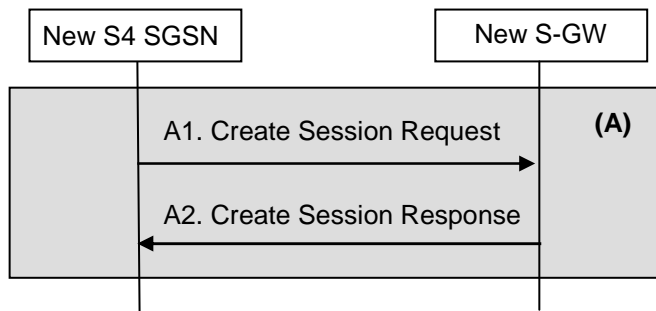 New S4 SGSN
New S-GW
(A)
A1. Create Session Request
A2. Create Session Response